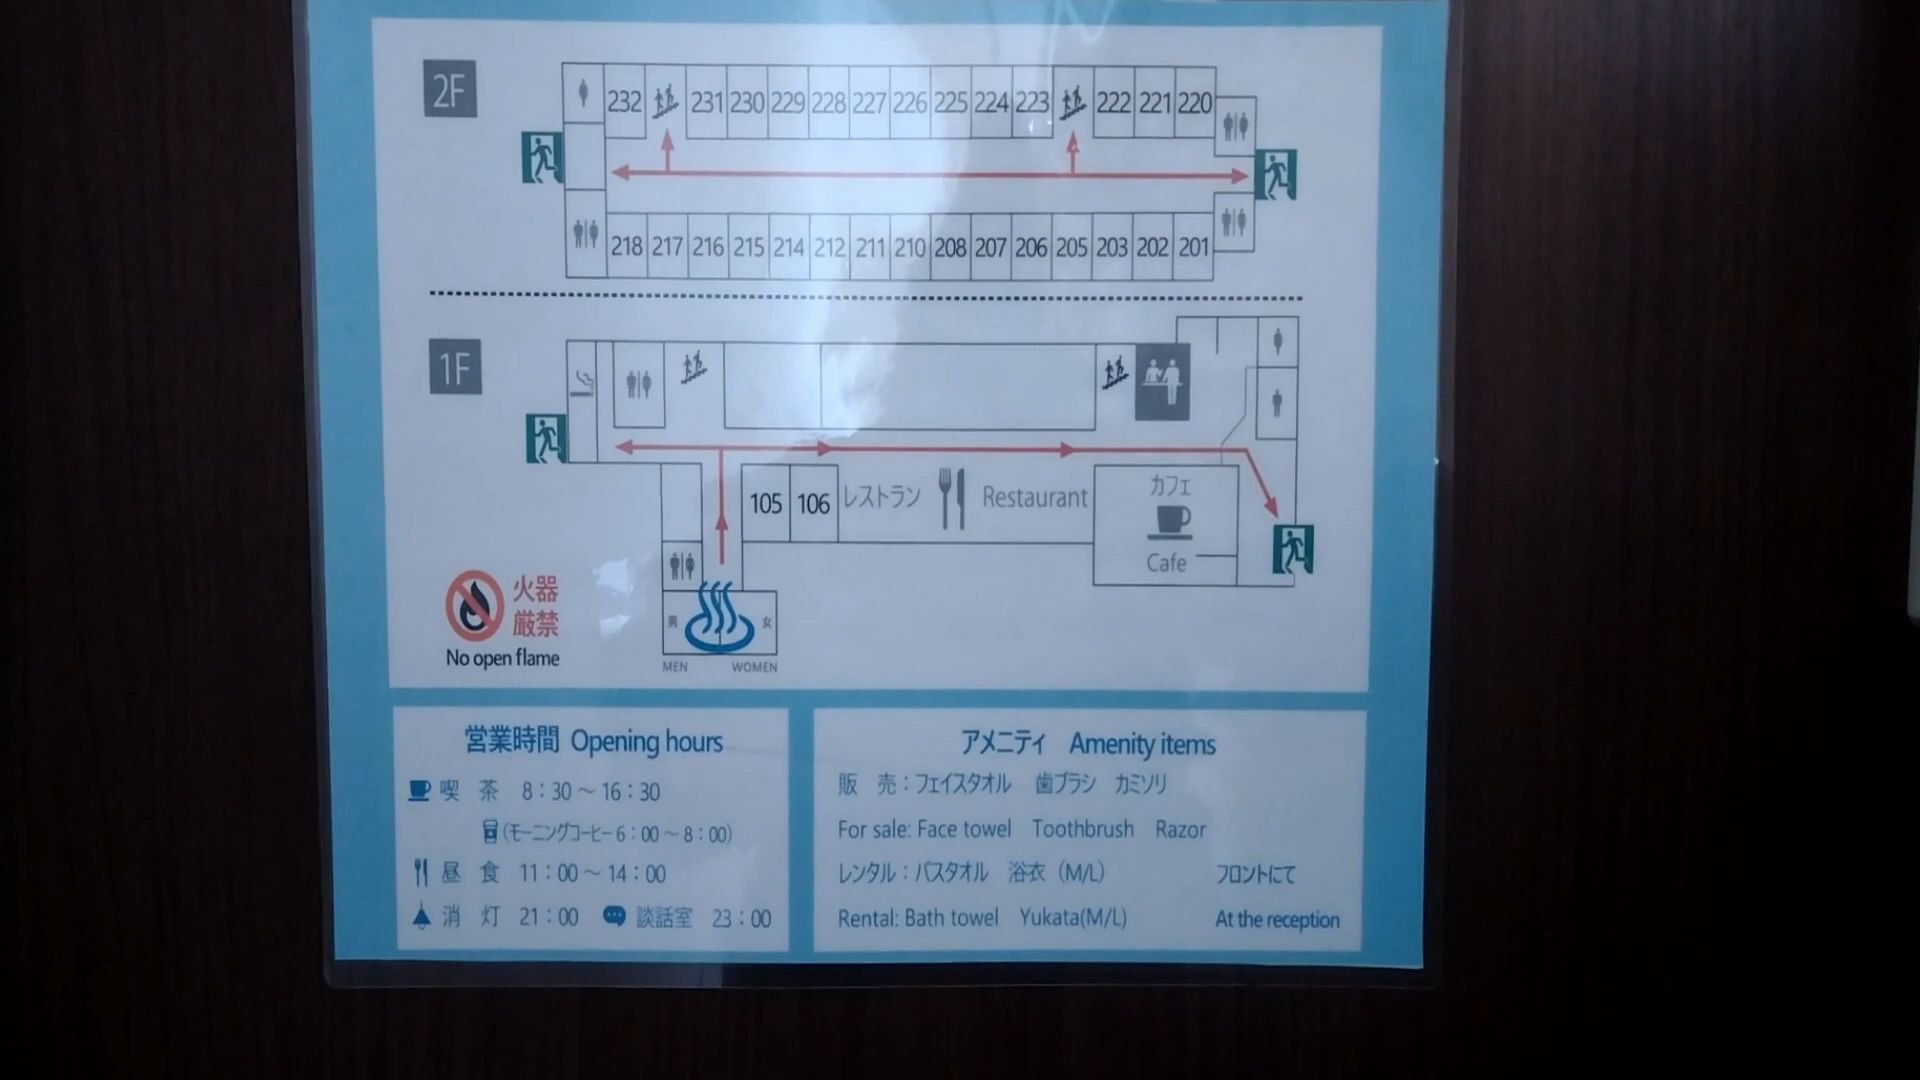 2F
232 231 230 229 228 227 226 225 224 223 222 221 220
218 217 216 215 214 212 211 210 208 207 206 205 203 202 201
1F
105 106 レストラン Restaurant
カフェ
Cafe
火器
厳禁
No open flame
男 女
MEN WOMEN
営業時間 Opening hours
喫 茶 8:30〜16:30
(モーニングコーヒー6:00〜8:00)
昼 食 11:00〜14:00
消 灯 21:00 談話室 23:00
アメニティ Amenity items
販 売:フェイスタオル 歯ブラシ カミソリ
For sale: Face towel Toothbrush Razor
レンタル:バスタオル 浴衣(M/L) フロントにて
Rental: Bath towel Yukata(M/L) At the reception